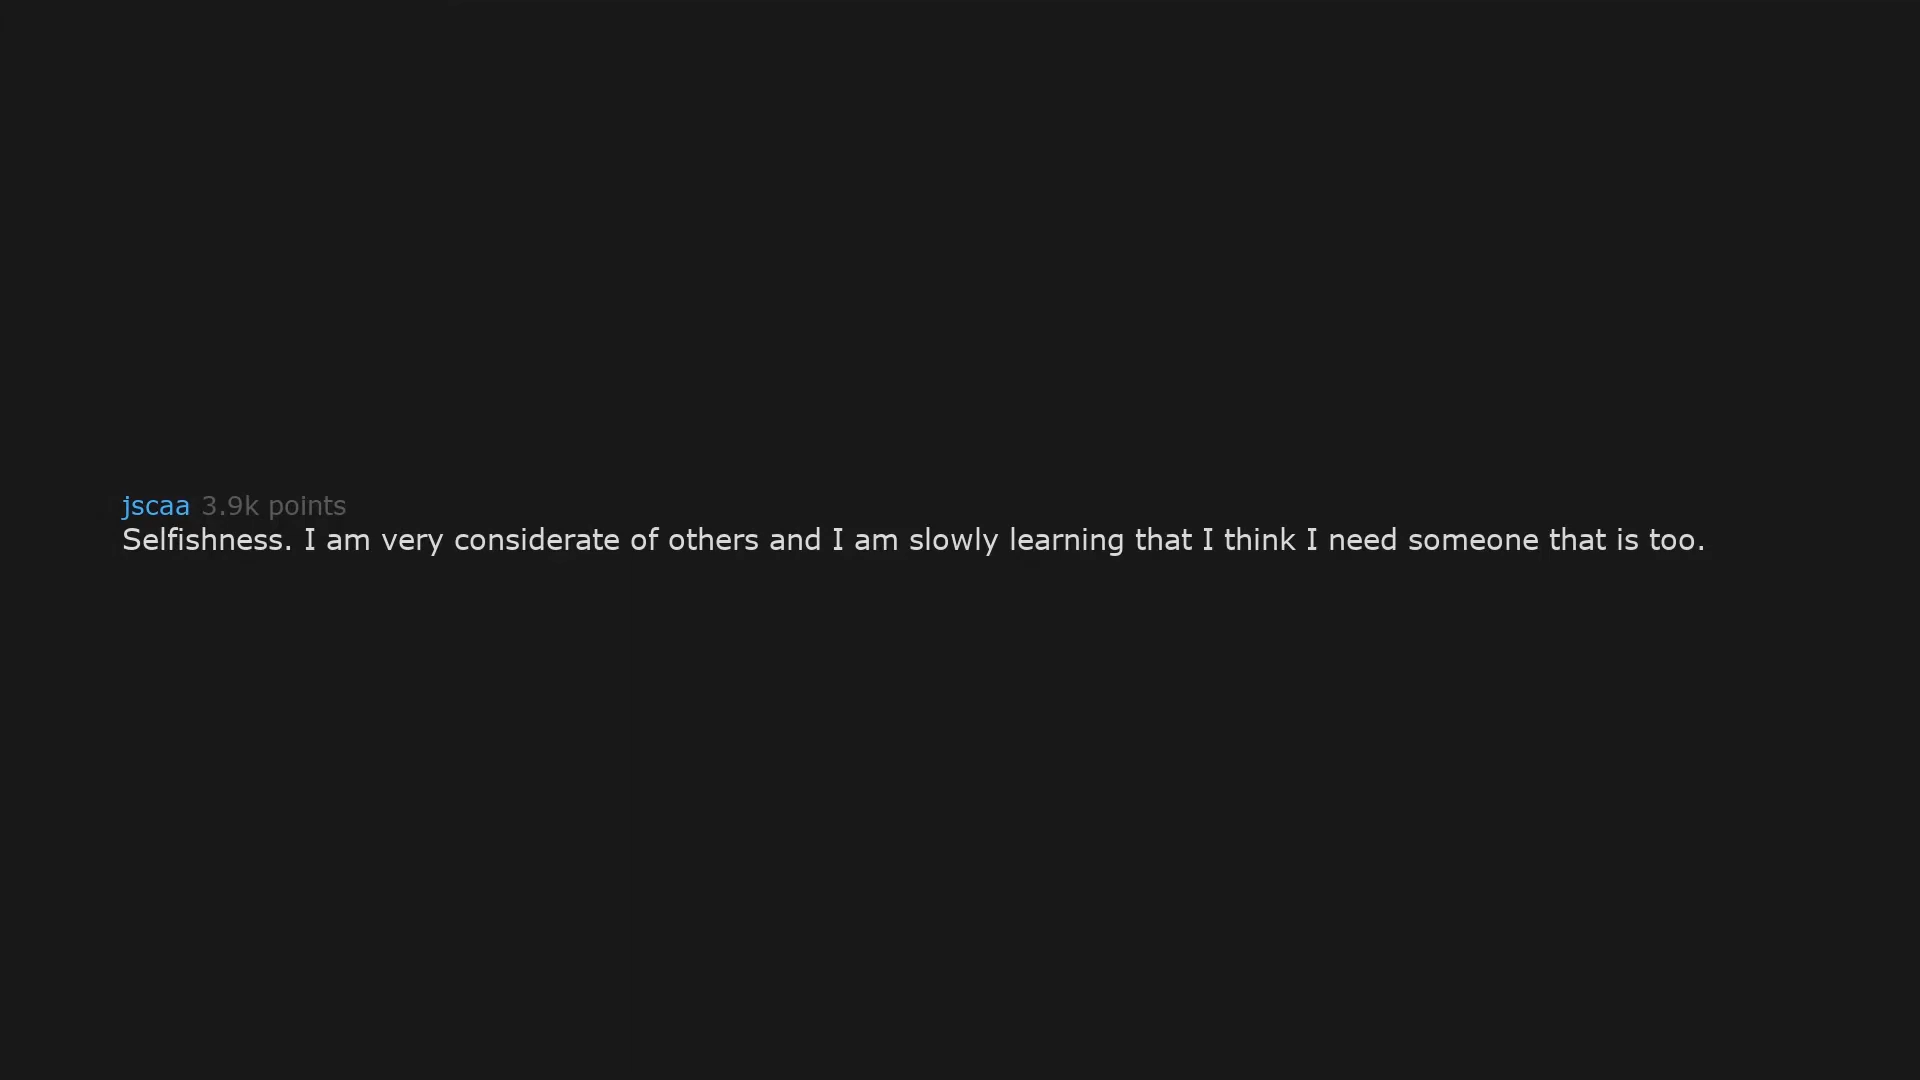 jscaa 3.9k points
Selfishness. I am very considerate of others and I am slowly learning that I think I need someone that is too.